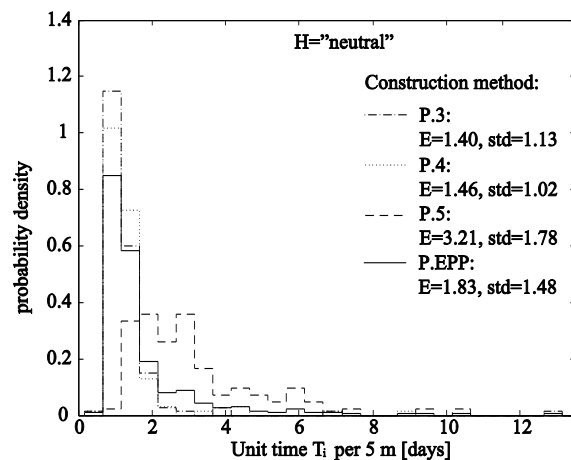 1.4
H="neutral"
1.2
Construction method:
P.3:
E=1.40, std=1.13
P.4:
E=1.46, std=1.02
P.5:
E=3.21, std=1.78
P.EPP:
E=1.83, std=1.48
1
0.8
0.6
0.4
0.2
0
probability density
0 2 4 6 8 10 12
Unit time Ti per 5 m [days]